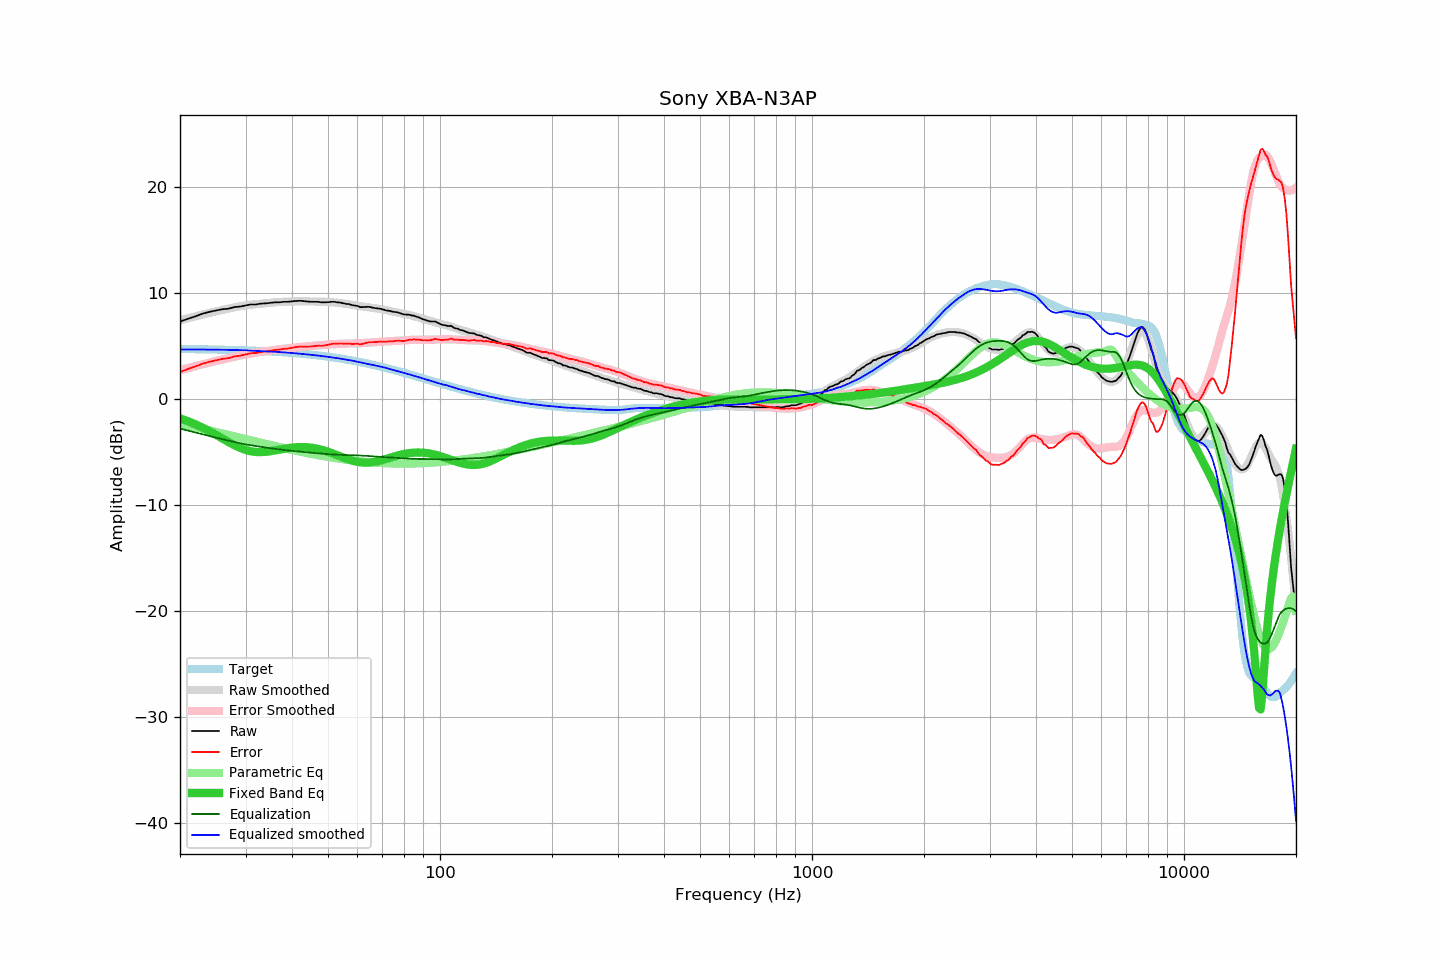 Sony XBA-N3AP
Amplitude (dBr)
20
10
0
−10
−20
−30
−40
Target
Raw Smoothed
Error Smoothed
Raw
Error
Parametric Eq
Fixed Band Eq
Equalization
Equalized smoothed
100
1000
10000
Frequency (Hz)